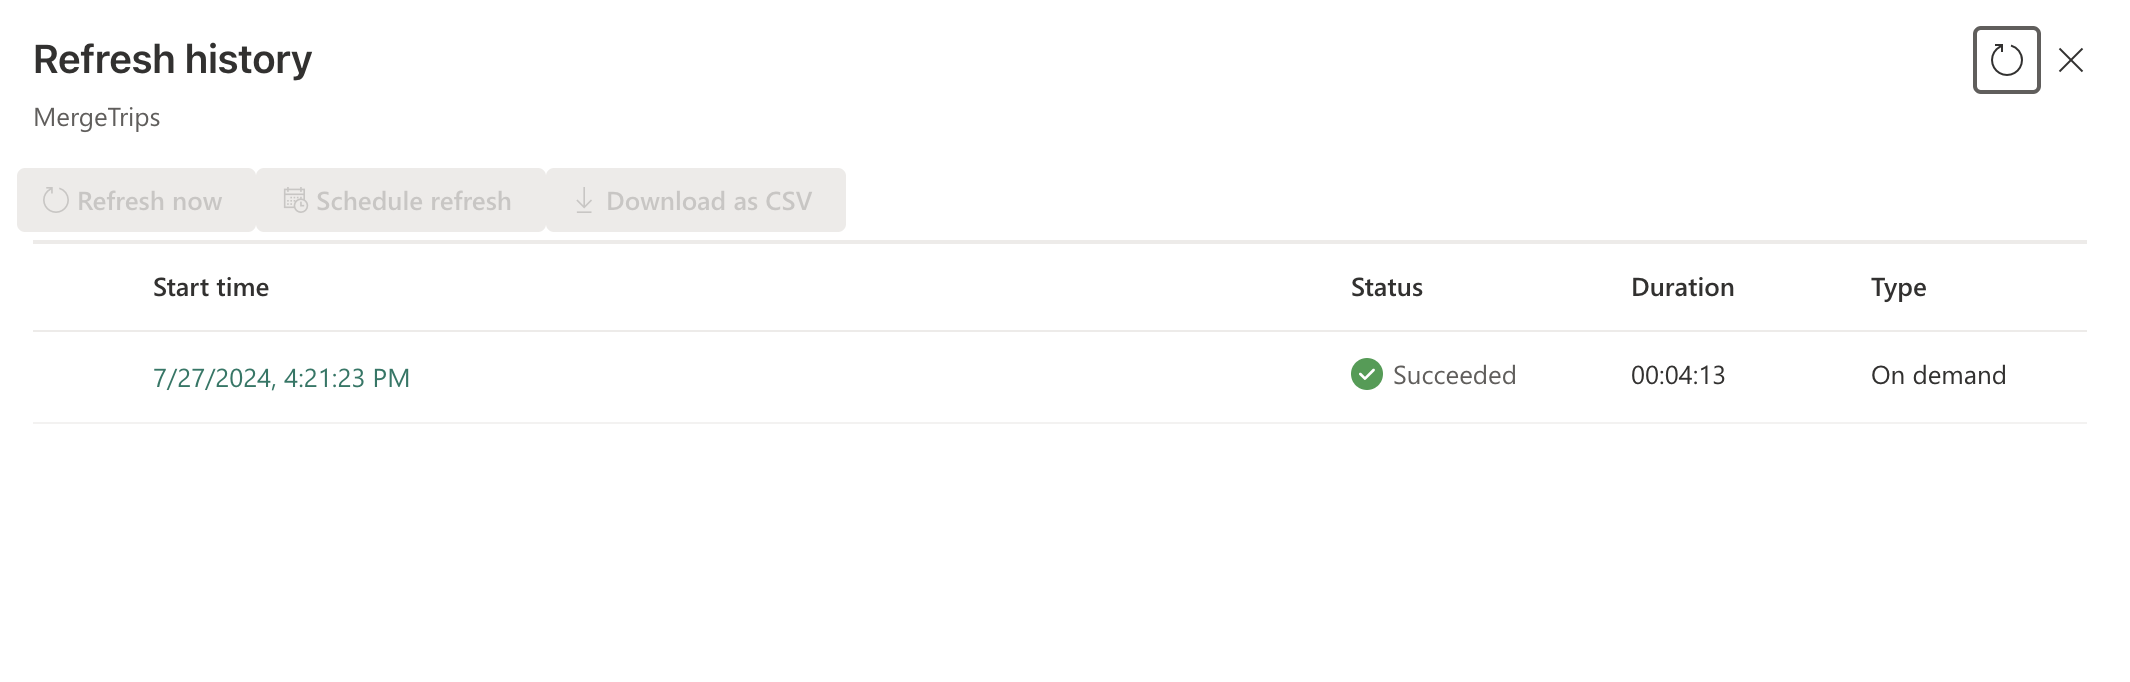 Refresh history
MergeTrips
Refresh now Schedule refresh Download as CSV
Start time Status Duration Type
7/27/2024, 4:21:23 PM Succeeded 00:04:13 On demand